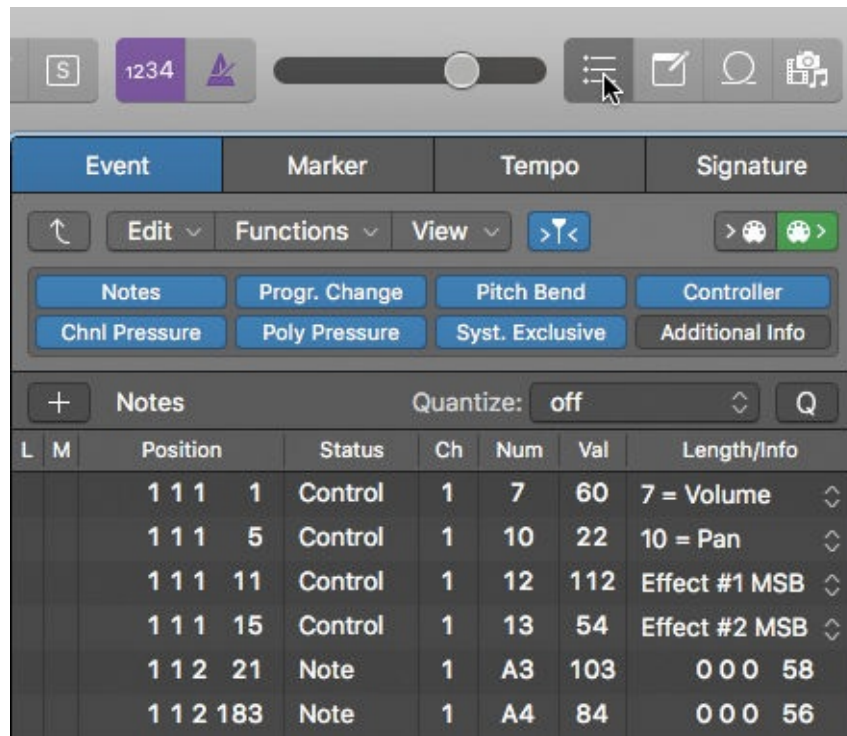 S 1234
Event Marker Tempo Signature
Edit Functions View
Notes Progr. Change Pitch Bend Controller
Chnl Pressure Poly Pressure Syst. Exclusive Additional Info
+ Notes Quantize: off Q
L M Position Status Ch Num Val Length/Info
1 1 1 1 Control 1 7 60 7 = Volume
1 1 1 5 Control 1 10 22 10 = Pan
1 1 1 11 Control 1 12 112 Effect #1 MSB
1 1 1 15 Control 1 13 54 Effect #2 MSB
1 1 2 21 Note 1 A3 103 0 0 0 58
1 1 2 183 Note 1 A4 84 0 0 0 56